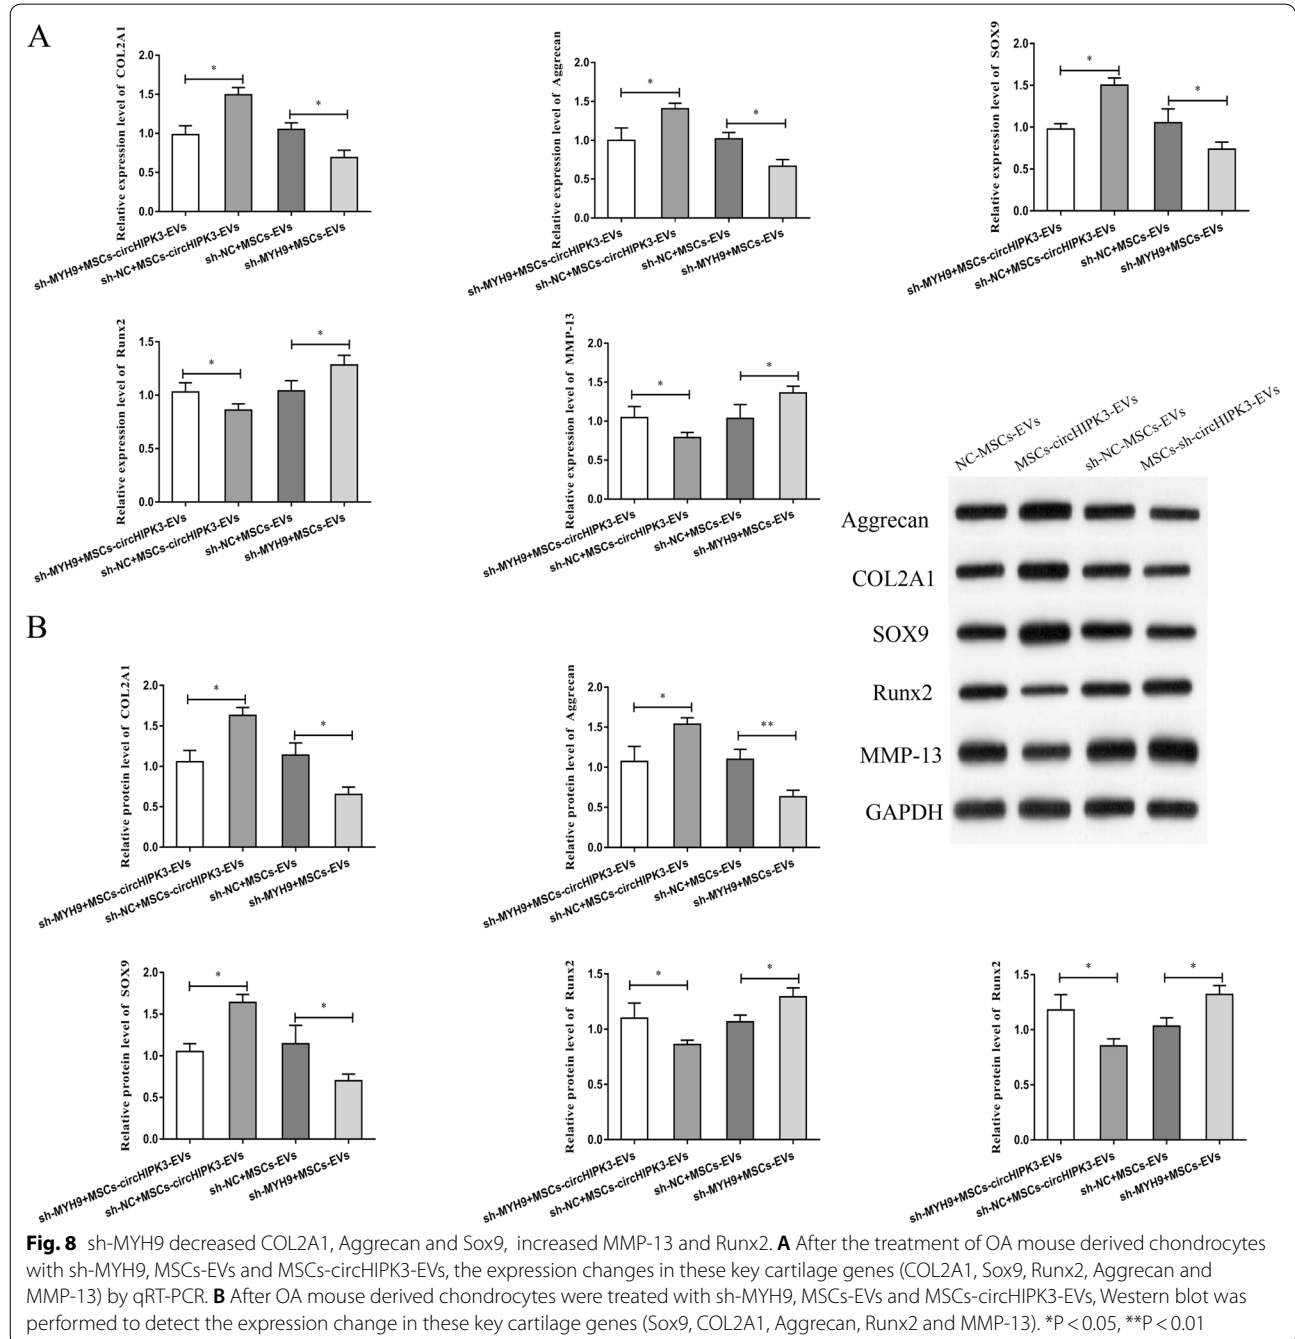 A
Relative expression level of COL2A1
2.0
1.5
1.0
0.5
0.0
*
*
sh-MYH9+MSCs-circHIPK3-EVs
sh-NC+MSCs-circHIPK3-EVs
sh-NC+MSCs-EVs
sh-MYH9+MSCs-EVs
Relative expression level of Aggrecan
2.0
1.5
1.0
0.5
0.0
*
*
sh-MYH9+MSCs-circHIPK3-EVs
sh-NC+MSCs-circHIPK3-EVs
sh-NC+MSCs-EVs
sh-MYH9+MSCs-EVs
Relative expression level of SOX9
2.0
1.5
1.0
0.5
0.0
*
*
sh-MYH9+MSCs-circHIPK3-EVs
sh-NC+MSCs-circHIPK3-EVs
sh-NC+MSCs-EVs
sh-MYH9+MSCs-EVs
Relative expression level of Runx2
1.5
1.0
0.5
0.0
*
*
sh-MYH9+MSCs-circHIPK3-EVs
sh-NC+MSCs-circHIPK3-EVs
sh-NC+MSCs-EVs
sh-MYH9+MSCs-EVs
Relative expression level of MMP-13
2.0
1.5
1.0
0.5
0.0
*
*
sh-MYH9+MSCs-circHIPK3-EVs
sh-NC+MSCs-circHIPK3-EVs
sh-NC+MSCs-EVs
sh-MYH9+MSCs-EVs
NC-MSCs-EVs
MSCs-circHIPK3-EVs
sh-NC-MSCs-EVs
MSCs-sh-circHIPK3-EVs
Aggrecan
COL2A1
SOX9
Runx2
MMP-13
GAPDH
B
Relative protein level of COL2A1
2.0
1.5
1.0
0.5
0.0
*
*
sh-MYH9+MSCs-circHIPK3-EVs
sh-NC+MSCs-circHIPK3-EVs
sh-NC+MSCs-EVs
sh-MYH9+MSCs-EVs
Relative protein level of Aggrecan
2.0
1.5
1.0
0.5
0.0
*
**
sh-MYH9+MSCs-circHIPK3-EVs
sh-NC+MSCs-circHIPK3-EVs
sh-NC+MSCs-EVs
sh-MYH9+MSCs-EVs
Relative protein level of SOX9
2.0
1.5
1.0
0.5
0.0
*
*
sh-MYH9+MSCs-circHIPK3-EVs
sh-NC+MSCs-circHIPK3-EVs
sh-NC+MSCs-EVs
sh-MYH9+MSCs-EVs
Relative protein level of Runx2
1.5
1.0
0.5
0.0
*
*
sh-MYH9+MSCs-circHIPK3-EVs
sh-NC+MSCs-circHIPK3-EVs
sh-NC+MSCs-EVs
sh-MYH9+MSCs-EVs
Relative protein level of Runx2
1.5
1.0
0.5
0.0
*
*
sh-MYH9+MSCs-circHIPK3-EVs
sh-NC+MSCs-circHIPK3-EVs
sh-NC+MSCs-EVs
sh-MYH9+MSCs-EVs
Fig. 8 sh-MYH9 decreased COL2A1, Aggrecan and Sox9, increased MMP-13 and Runx2. A After the treatment of OA mouse derived chondrocytes
with sh-MYH9, MSCs-EVs and MSCs-circHIPK3-EVs, the expression changes in these key cartilage genes (COL2A1, Sox9, Runx2, Aggrecan and
MMP-13) by qRT-PCR. B After OA mouse derived chondrocytes were treated with sh-MYH9, MSCs-EVs and MSCs-circHIPK3-EVs, Western blot was
performed to detect the expression change in these key cartilage genes (Sox9, COL2A1, Aggrecan, Runx2 and MMP-13). *P < 0.05, **P < 0.01